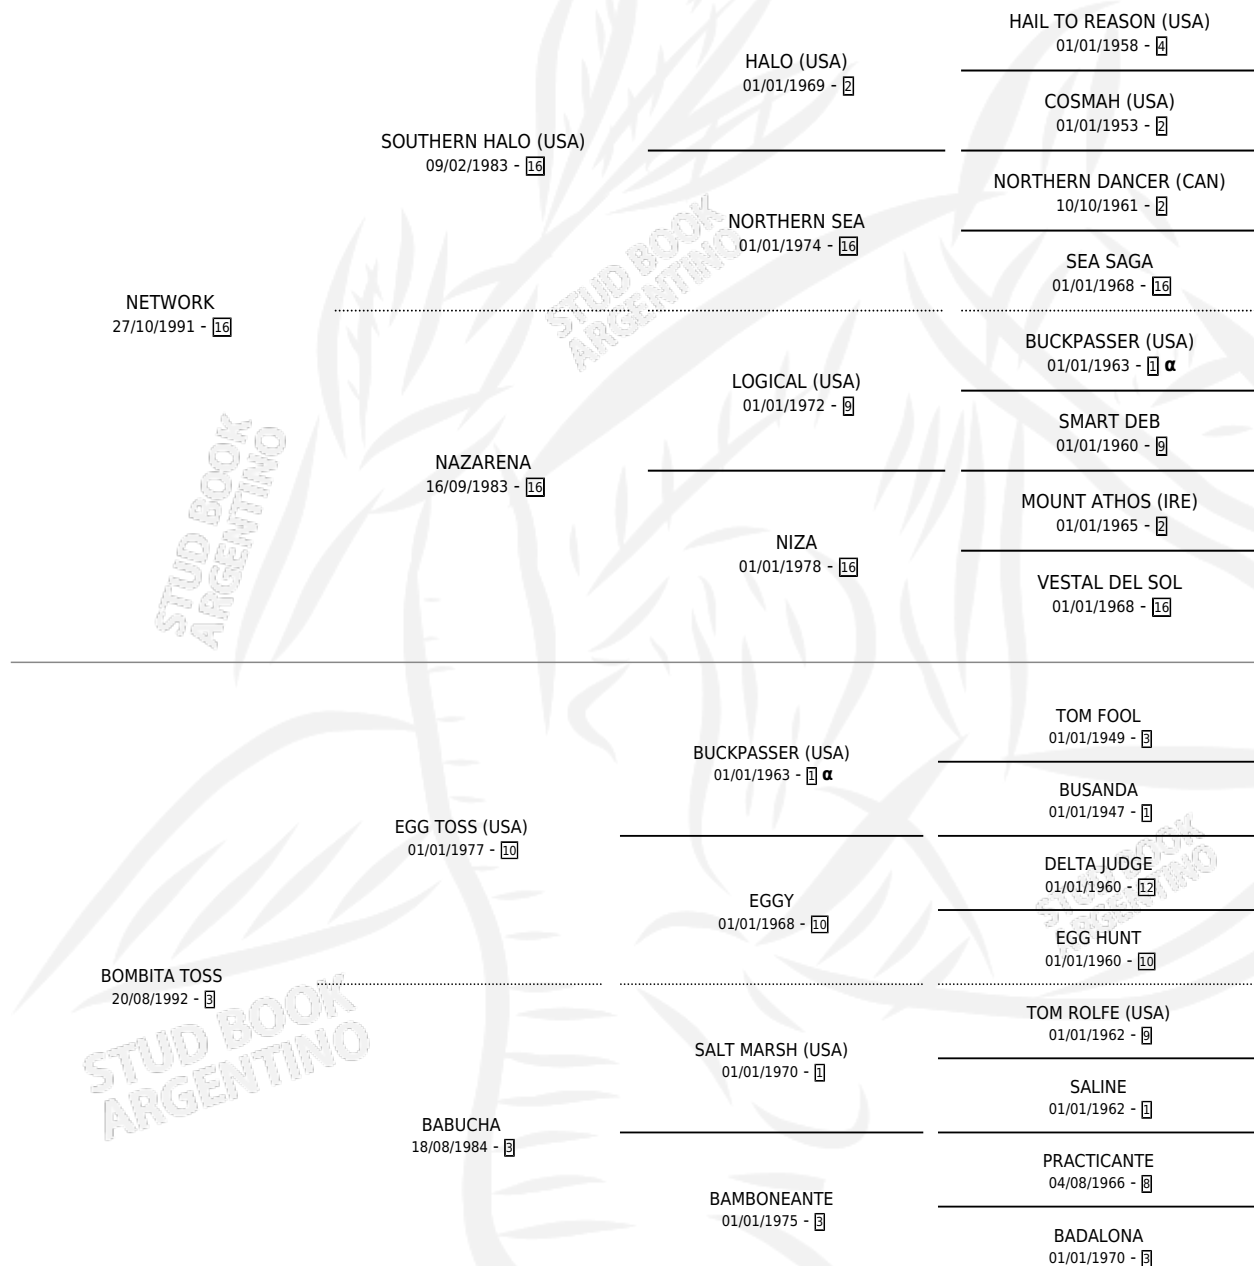 HAIL TO REASON (USA)
01/01/1958 - 4
HALO (USA)
01/01/1969 - 2
COSMAH (USA)
01/01/1953 - 2
SOUTHERN HALO (USA)
09/02/1983 - 16
NORTHERN DANCER (CAN)
10/10/1961 - 2
NORTHERN SEA
01/01/1974 - 16
SEA SAGA
01/01/1968 - 16
STUD BOOK
ARGENTINO
NETWORK
27/10/1991 - 16
BUCKPASSER (USA)
01/01/1963 - 1 α
LOGICAL (USA)
01/01/1972 - 9
SMART DEB
01/01/1960 - 9
NAZARENA
16/09/1983 - 16
MOUNT ATHOS (IRE)
01/01/1965 - 2
NIZA
01/01/1978 - 16
VESTAL DEL SOL
01/01/1968 - 16
STUD BOOK
ARGENTINO
TOM FOOL
01/01/1949 - 3
BUCKPASSER (USA)
01/01/1963 - 1 α
BUSANDA
01/01/1947 - 1
EGG TOSS (USA)
01/01/1977 - 10
DELTA JUDGE
01/01/1960 - 12
EGGY
01/01/1968 - 10
EGG HUNT
01/01/1960 - 10
STUD BOOK
ARGENTINO
BOMBITA TOSS
20/08/1992 - 3
TOM ROLFE (USA)
01/01/1962 - 9
SALT MARSH (USA)
01/01/1970 - 1
SALINE
01/01/1962 - 1
STUD BOOK
ARGENTINO
BABUCHA
18/08/1984 - 3
PRACTICANTE
04/08/1966 - 8
BAMBONEANTE
01/01/1975 - 3
BADALONA
01/01/1970 - 3